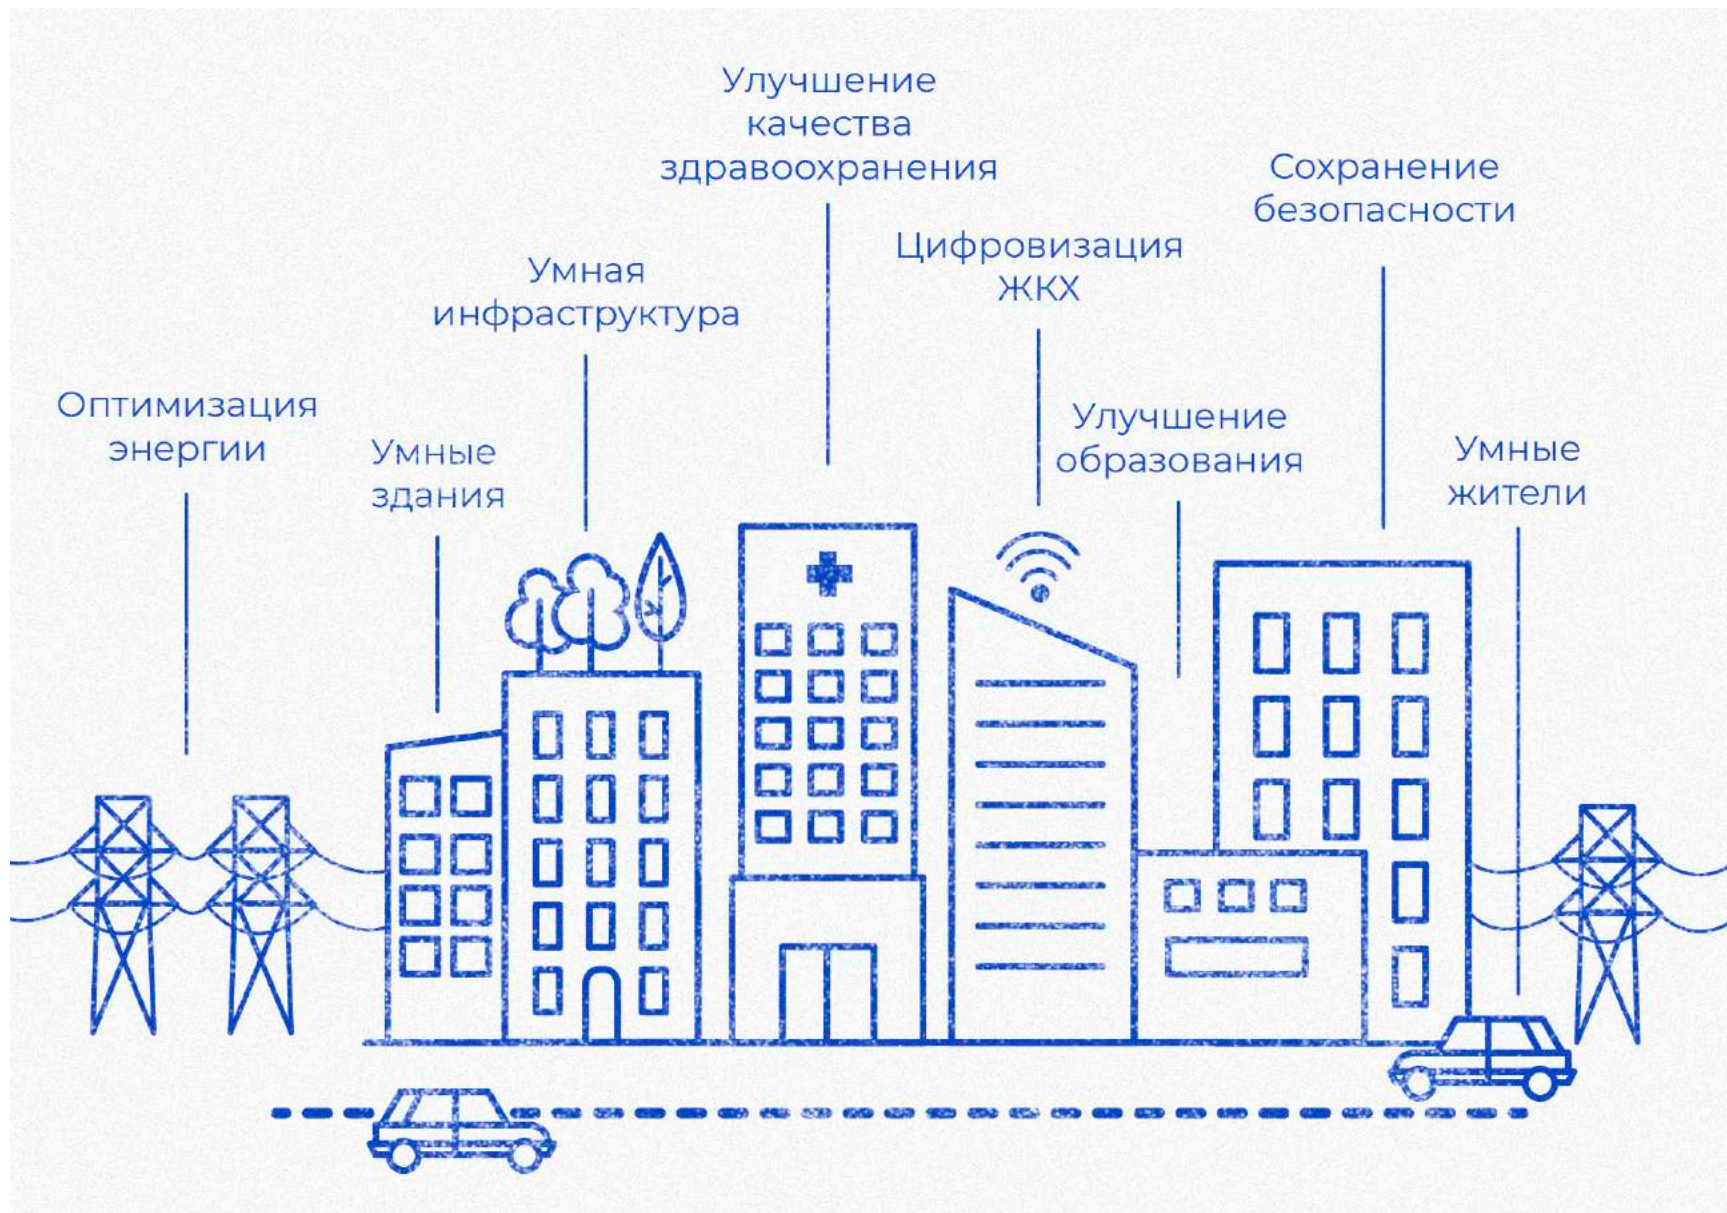 Улучшение
качества
здравоохранения
Сохранение
безопасности
Цифровизация
ЖКХ
Умная
инфраструктура
Оптимизация
энергии
Умные
здания
Улучшение
образования
Умные
жители